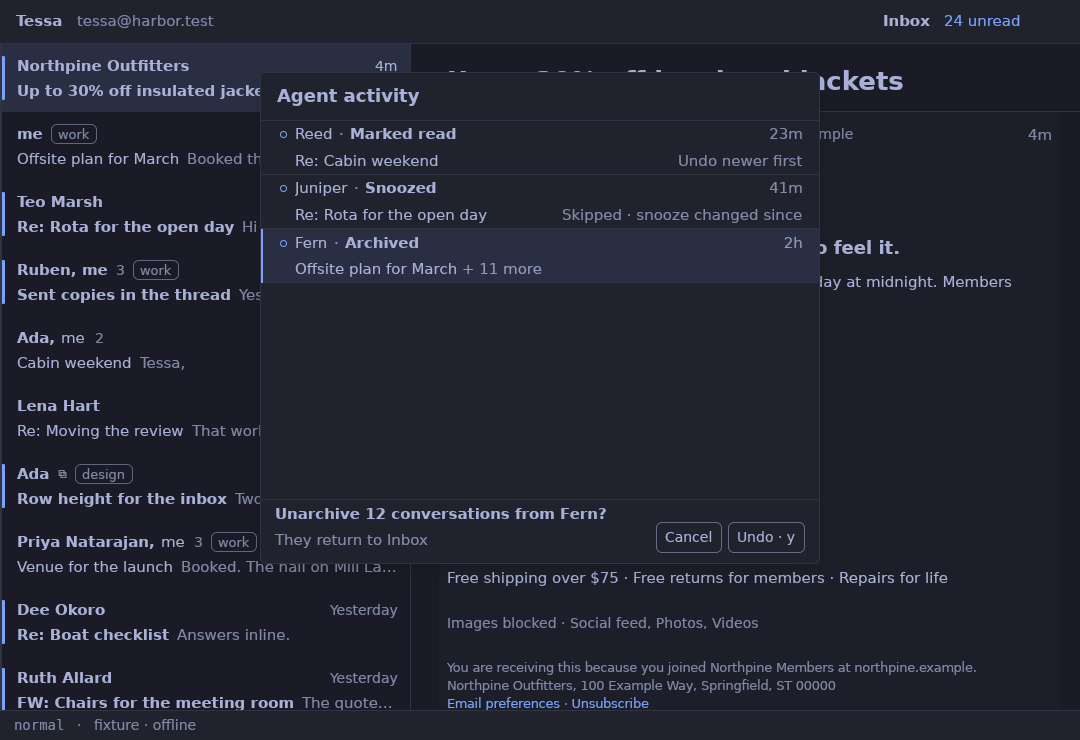 Tessa tessa@harbor.test Inbox 24 unread
Northpine Outfitters 4m
Up to 30% off insulated jacke
ackets
me work
Offsite plan for March Booked th
4m
Teo Marsh
Re: Rota for the open day Hi
Ruben, me 3 work
Sent copies in the thread Yes
Ada, me 2
Cabin weekend Tessa,
Lena Hart
Re: Moving the review That work
Ada design
Row height for the inbox Two
Priya Natarajan, me 3 work
Venue for the launch Booked. The hall on Mill La…
Dee Okoro Yesterday
Re: Boat checklist Answers inline.
Ruth Allard Yesterday
FW: Chairs for the meeting room The quote…
Agent activity
Reed · Marked read 23m
Re: Cabin weekend Undo newer first
Juniper · Snoozed 41m
Re: Rota for the open day Skipped · snooze changed since
Fern · Archived 2h
Offsite plan for March + 11 more
Unarchive 12 conversations from Fern?
They return to Inbox
Cancel Undo · y
mple
o feel it.
day at midnight. Members
Free shipping over $75 · Free returns for members · Repairs for life
Images blocked · Social feed, Photos, Videos
You are receiving this because you joined Northpine Members at northpine.example.
Northpine Outfitters, 100 Example Way, Springfield, ST 00000
Email preferences · Unsubscribe
normal · fixture · offline